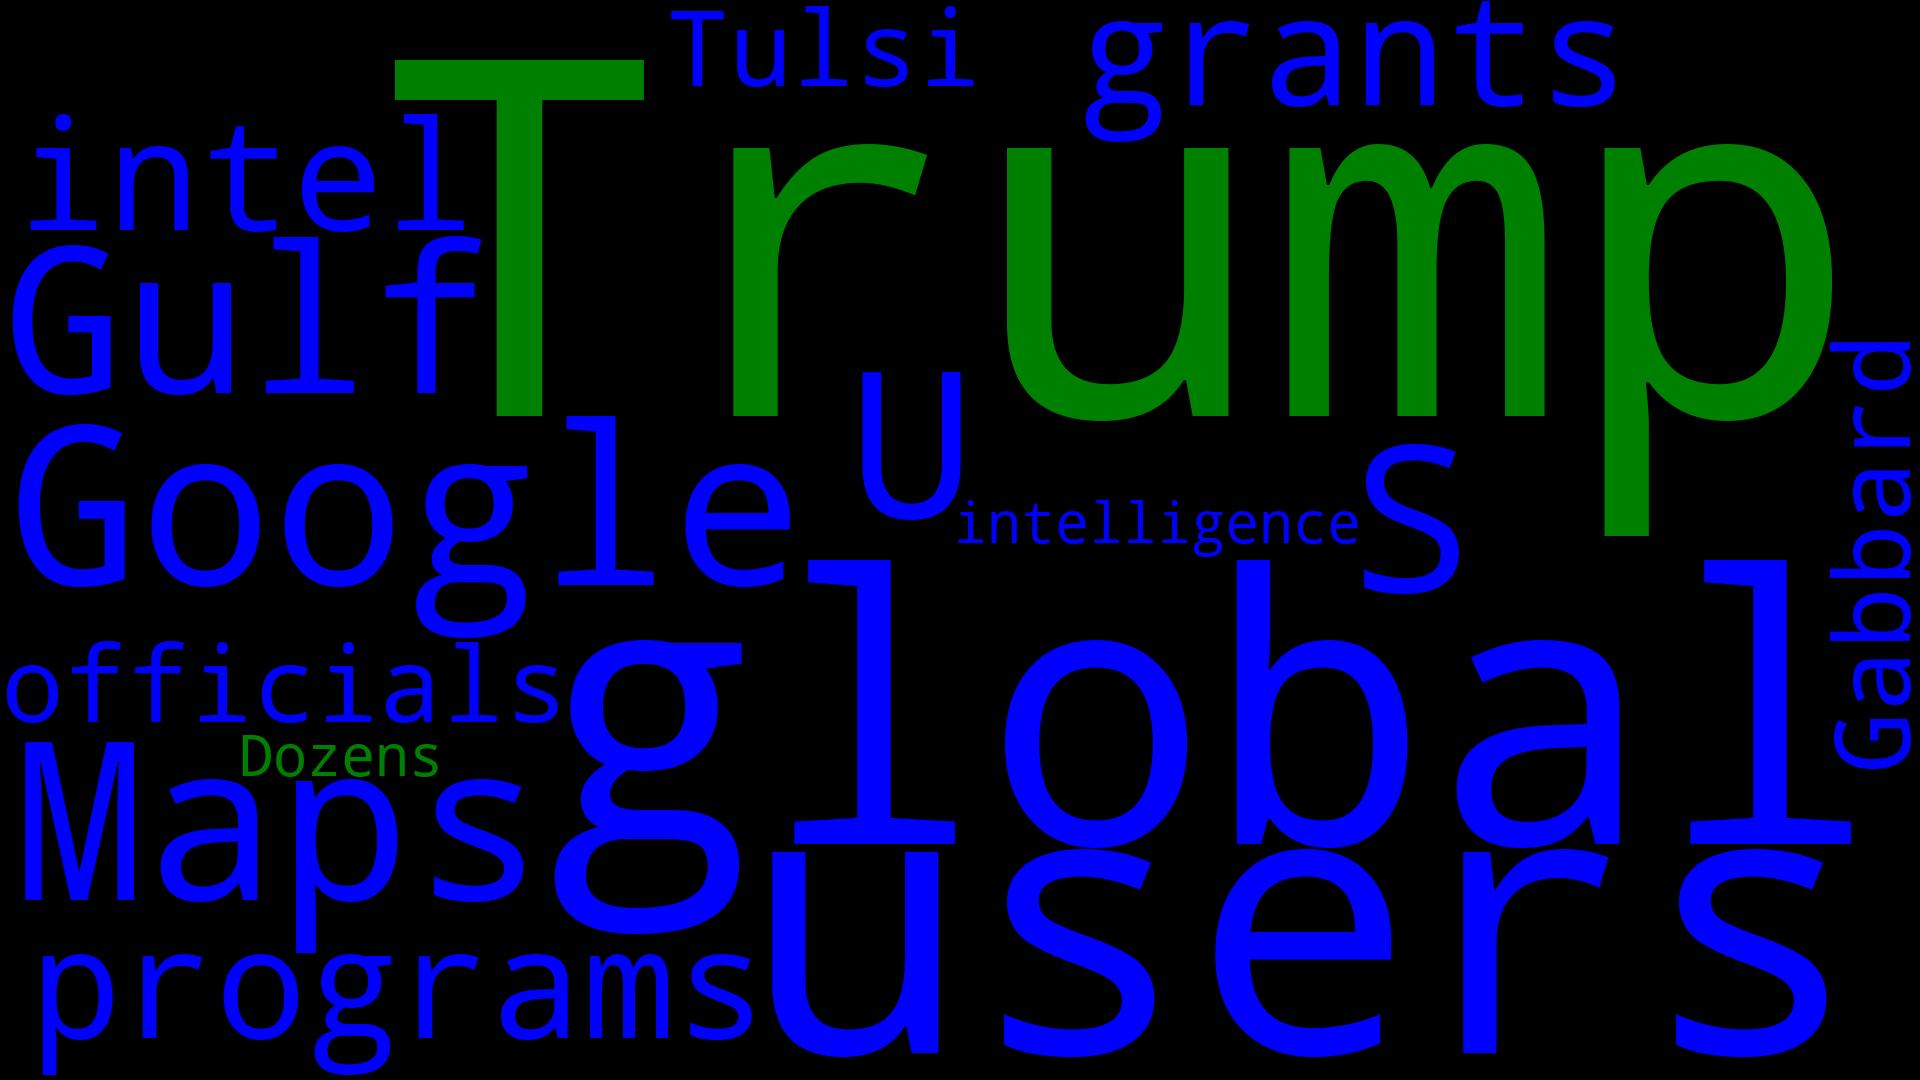 Tulsi
grants
Trump
intel
Gulf
Google
U
intelligence
S
Gabbard
global
officials
Dozens
Maps
users
programs